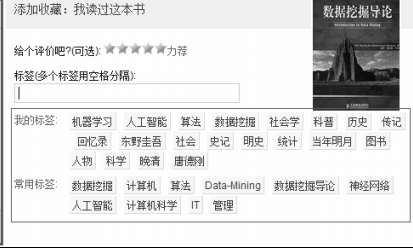 添加收藏：我读过这本书
数据挖掘导论
给个评价吧?(可选): 力荐
标签(多个标签用空格分隔):
我的标签: 机器学习 人工智能 算法 数据挖掘 社会学 科普 历史 传记
回忆录 东野圭吾 社会 史记 明史 统计 当年明月 图书
人物 科学 晚清 唐德刚
常用标签: 数据挖掘 计算机 算法 Data-Mining 数据挖掘导论 神经网络
人工智能 计算机科学 IT 管理